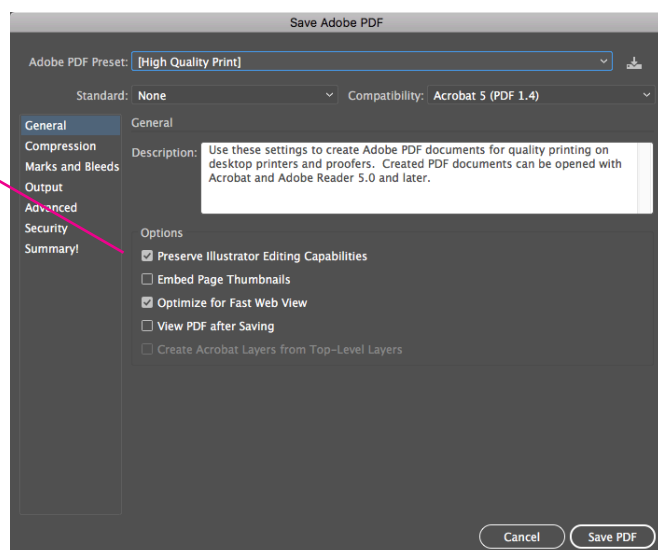 Save Adobe PDF
Adobe PDF Preset: [High Quality Print]
Standard: None Compatibility: Acrobat 5 (PDF 1.4)
General
Compression
Marks and Bleeds
Output
Advanced
Security
Summary!
General
Description: Use these settings to create Adobe PDF documents for quality printing on
desktop printers and proofers. Created PDF documents can be opened with
Acrobat and Adobe Reader 5.0 and later.
Options
Preserve Illustrator Editing Capabilities
Embed Page Thumbnails
Optimize for Fast Web View
View PDF after Saving
Create Acrobat Layers from Top-Level Layers
Cancel Save PDF